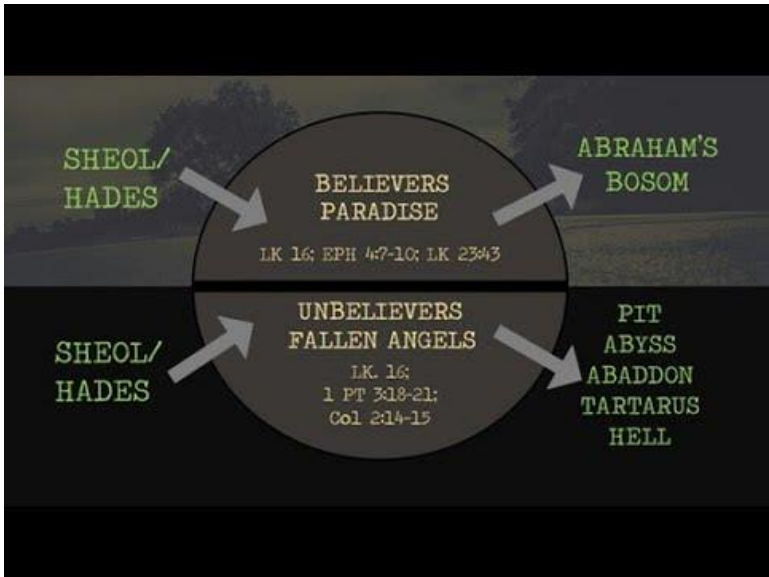 SHEOL/
HADES
BELIEVERS
PARADISE
LK 16; EPH 4:7-10; LK 23:43
ABRAHAM'S
BOSOM
SHEOL/
HADES
UNBELIEVERS
FALLEN ANGELS
LK. 16;
1 PT 3:18-21;
Col 2:14-15
PIT
ABYSS
ABADDON
TARTARUS
HELL